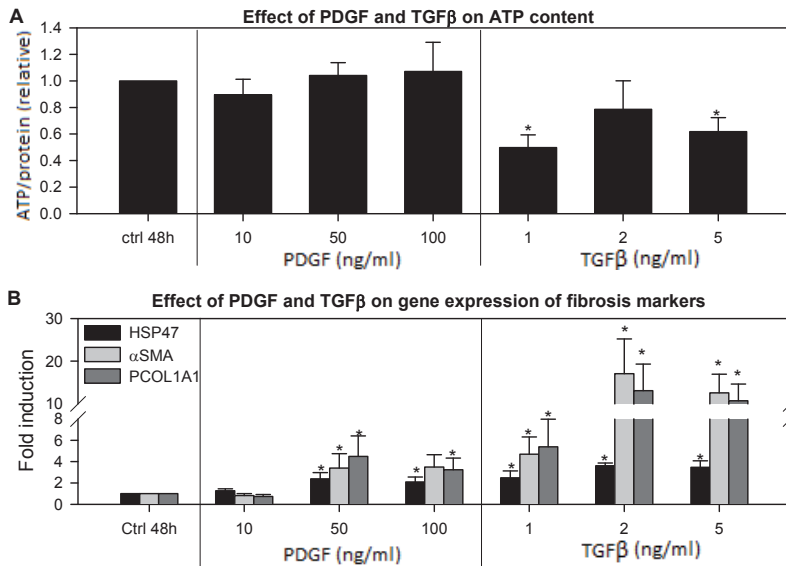 A
Effect of PDGF and TGFβ on ATP content
ATP/protein (relative)
1.4
1.2
1.0
0.8
0.6
0.4
0.2
0.0
* *
ctrl 48h 10 50 100 1 2 5
PDGF (ng/ml) TGFβ (ng/ml)
B
Effect of PDGF and TGFβ on gene expression of fibrosis markers
Fold induction
30
20
10
8
6
4
2
0
HSP47
αSMA
PCOL1A1
* * * * * * * * * * * * * *
Ctrl 48h 10 50 100 1 2 5
PDGF (ng/ml) TGFβ (ng/ml)